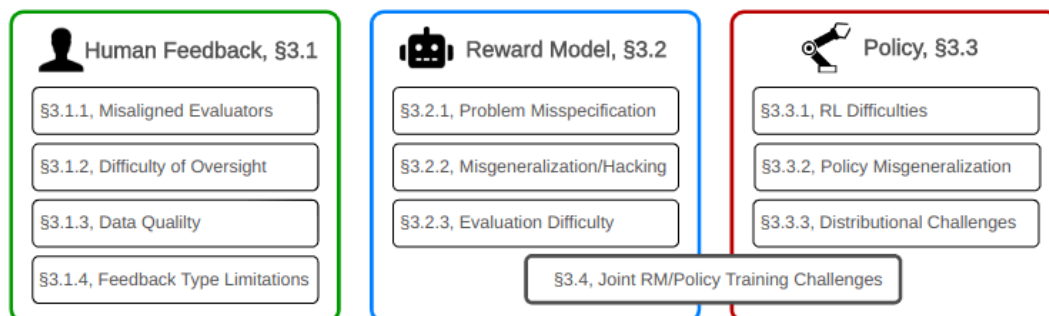 Human Feedback, §3.1
§3.1.1, Misaligned Evaluators
§3.1.2, Difficulty of Oversight
§3.1.3, Data Qualilty
§3.1.4, Feedback Type Limitations
Reward Model, §3.2
§3.2.1, Problem Misspecification
§3.2.2, Misgeneralization/Hacking
§3.2.3, Evaluation Difficulty
Policy, §3.3
§3.3.1, RL Difficulties
§3.3.2, Policy Misgeneralization
§3.3.3, Distributional Challenges
§3.4, Joint RM/Policy Training Challenges